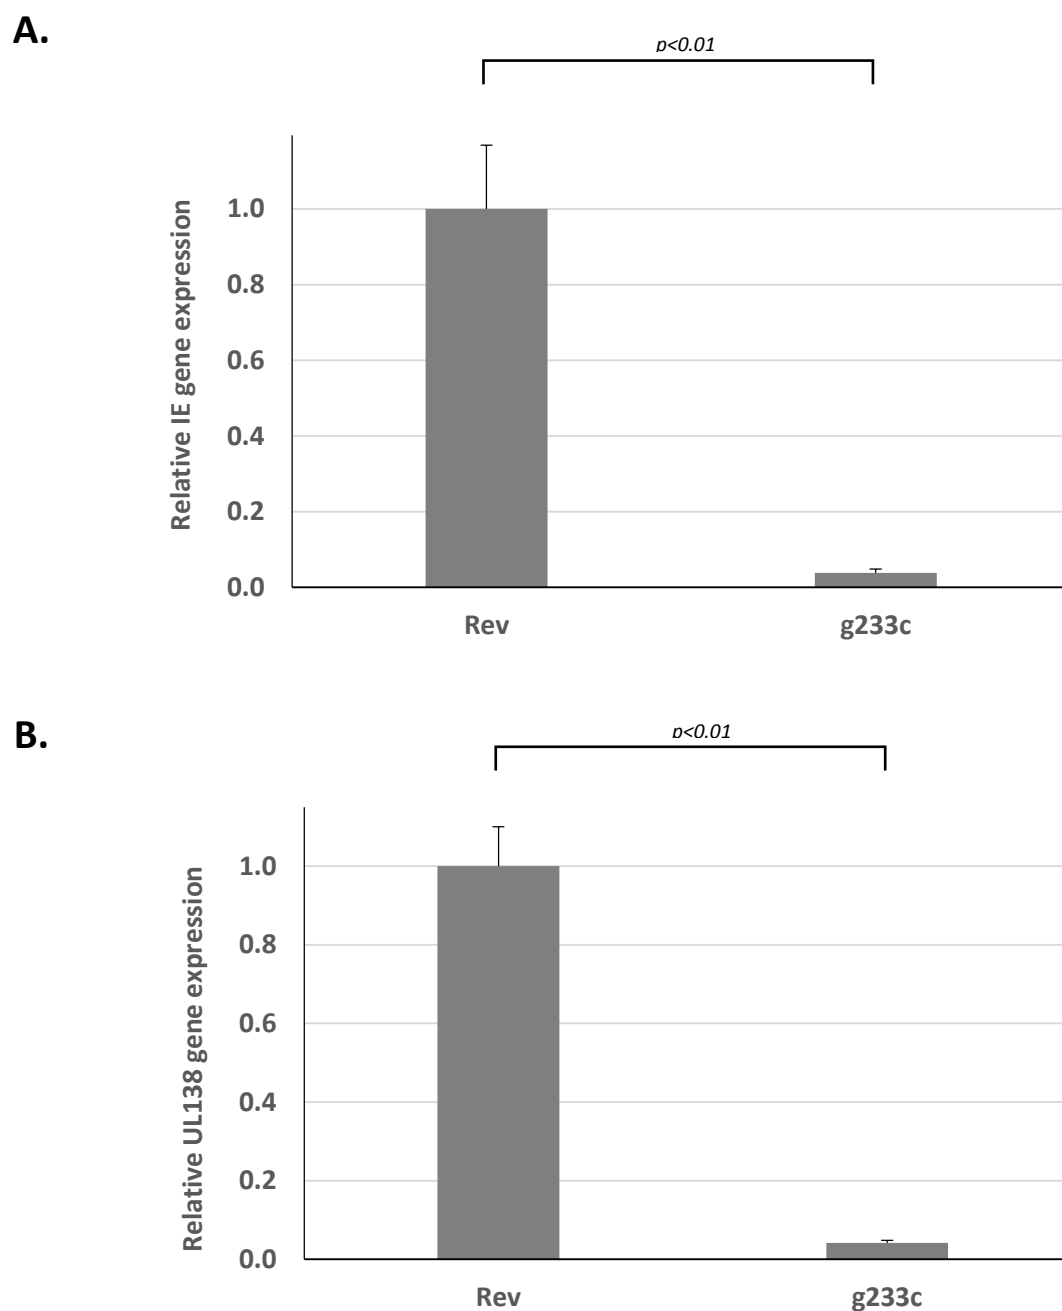 A.
p<0.01
Relative IE gene expression
1.0
0.8
0.6
0.4
0.2
0.0
Rev
g233c
B.
p<0.01
Relative UL138 gene expression
1.0
0.8
0.6
0.4
0.2
0.0
Rev
g233c